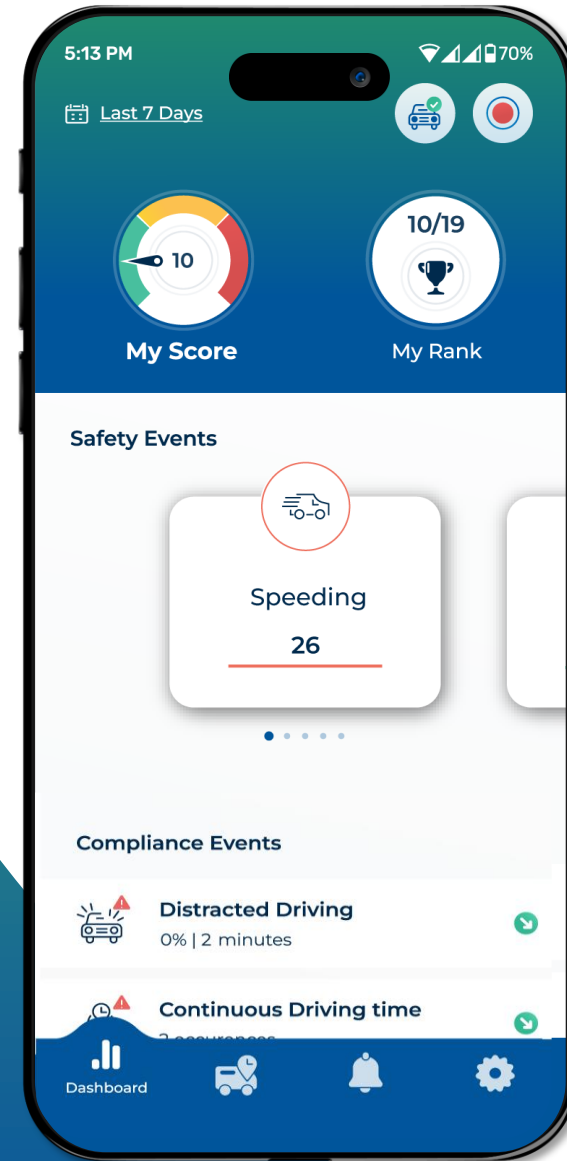 5:13 PM
70%
Last 7 Days
10
10/19
My Score
My Rank
Safety Events
Speeding
26
Compliance Events
Distracted Driving
0% | 2 minutes
Continuous Driving time
Dashboard